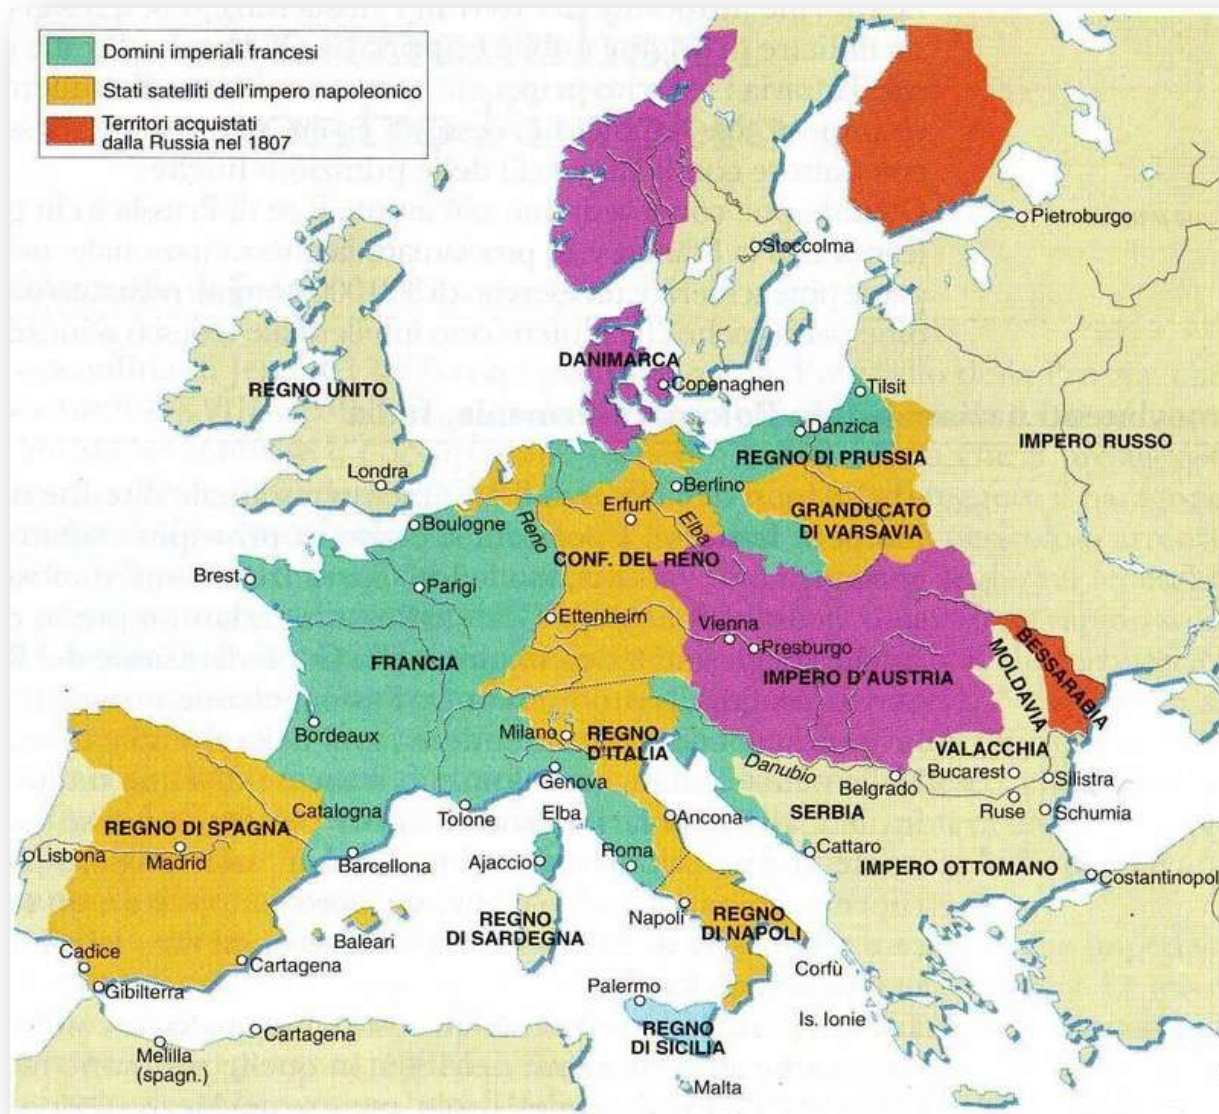 Domini imperiali francesi
Stati satelliti dell'impero napoleonico
Territori acquistati
dalla Russia nel 1807
Pietroburgo
Stoccolma
DANIMARCA
Copenaghen
REGNO UNITO
Tilsit
Danzica
IMPERO RUSSO
REGNO DI PRUSSIA
Londra
Berlino
Erfurt
Elba
GRANDUCATO
DI VARSAVIA
Boulogne
Reno
CONF. DEL RENO
Brest
Parigi
Ettenheim
Vienna
Presburgo
BESSARABIA
MOLDAVIA
FRANCIA
IMPERO D'AUSTRIA
Bordeaux
Milano
REGNO
D'ITALIA
VALACCHIA
Danubio
Bucarest
Silistra
Genova
Belgrado
Ruse
Schumia
Catalogna
Tolone
Elba
Ancona
SERBIA
REGNO DI SPAGNA
Lisbona
Madrid
Barcellona
Ajaccio
Roma
Cattaro
IMPERO OTTOMANO
Costantinopol
REGNO
DI SARDEGNA
Napoli
REGNO
DI NAPOLI
Baleari
Cadice
Cartagena
Corfù
Gibilterra
Palermo
Is. Ionie
Cartagena
REGNO
DI SICILIA
Melilla
(spagn.)
Malta